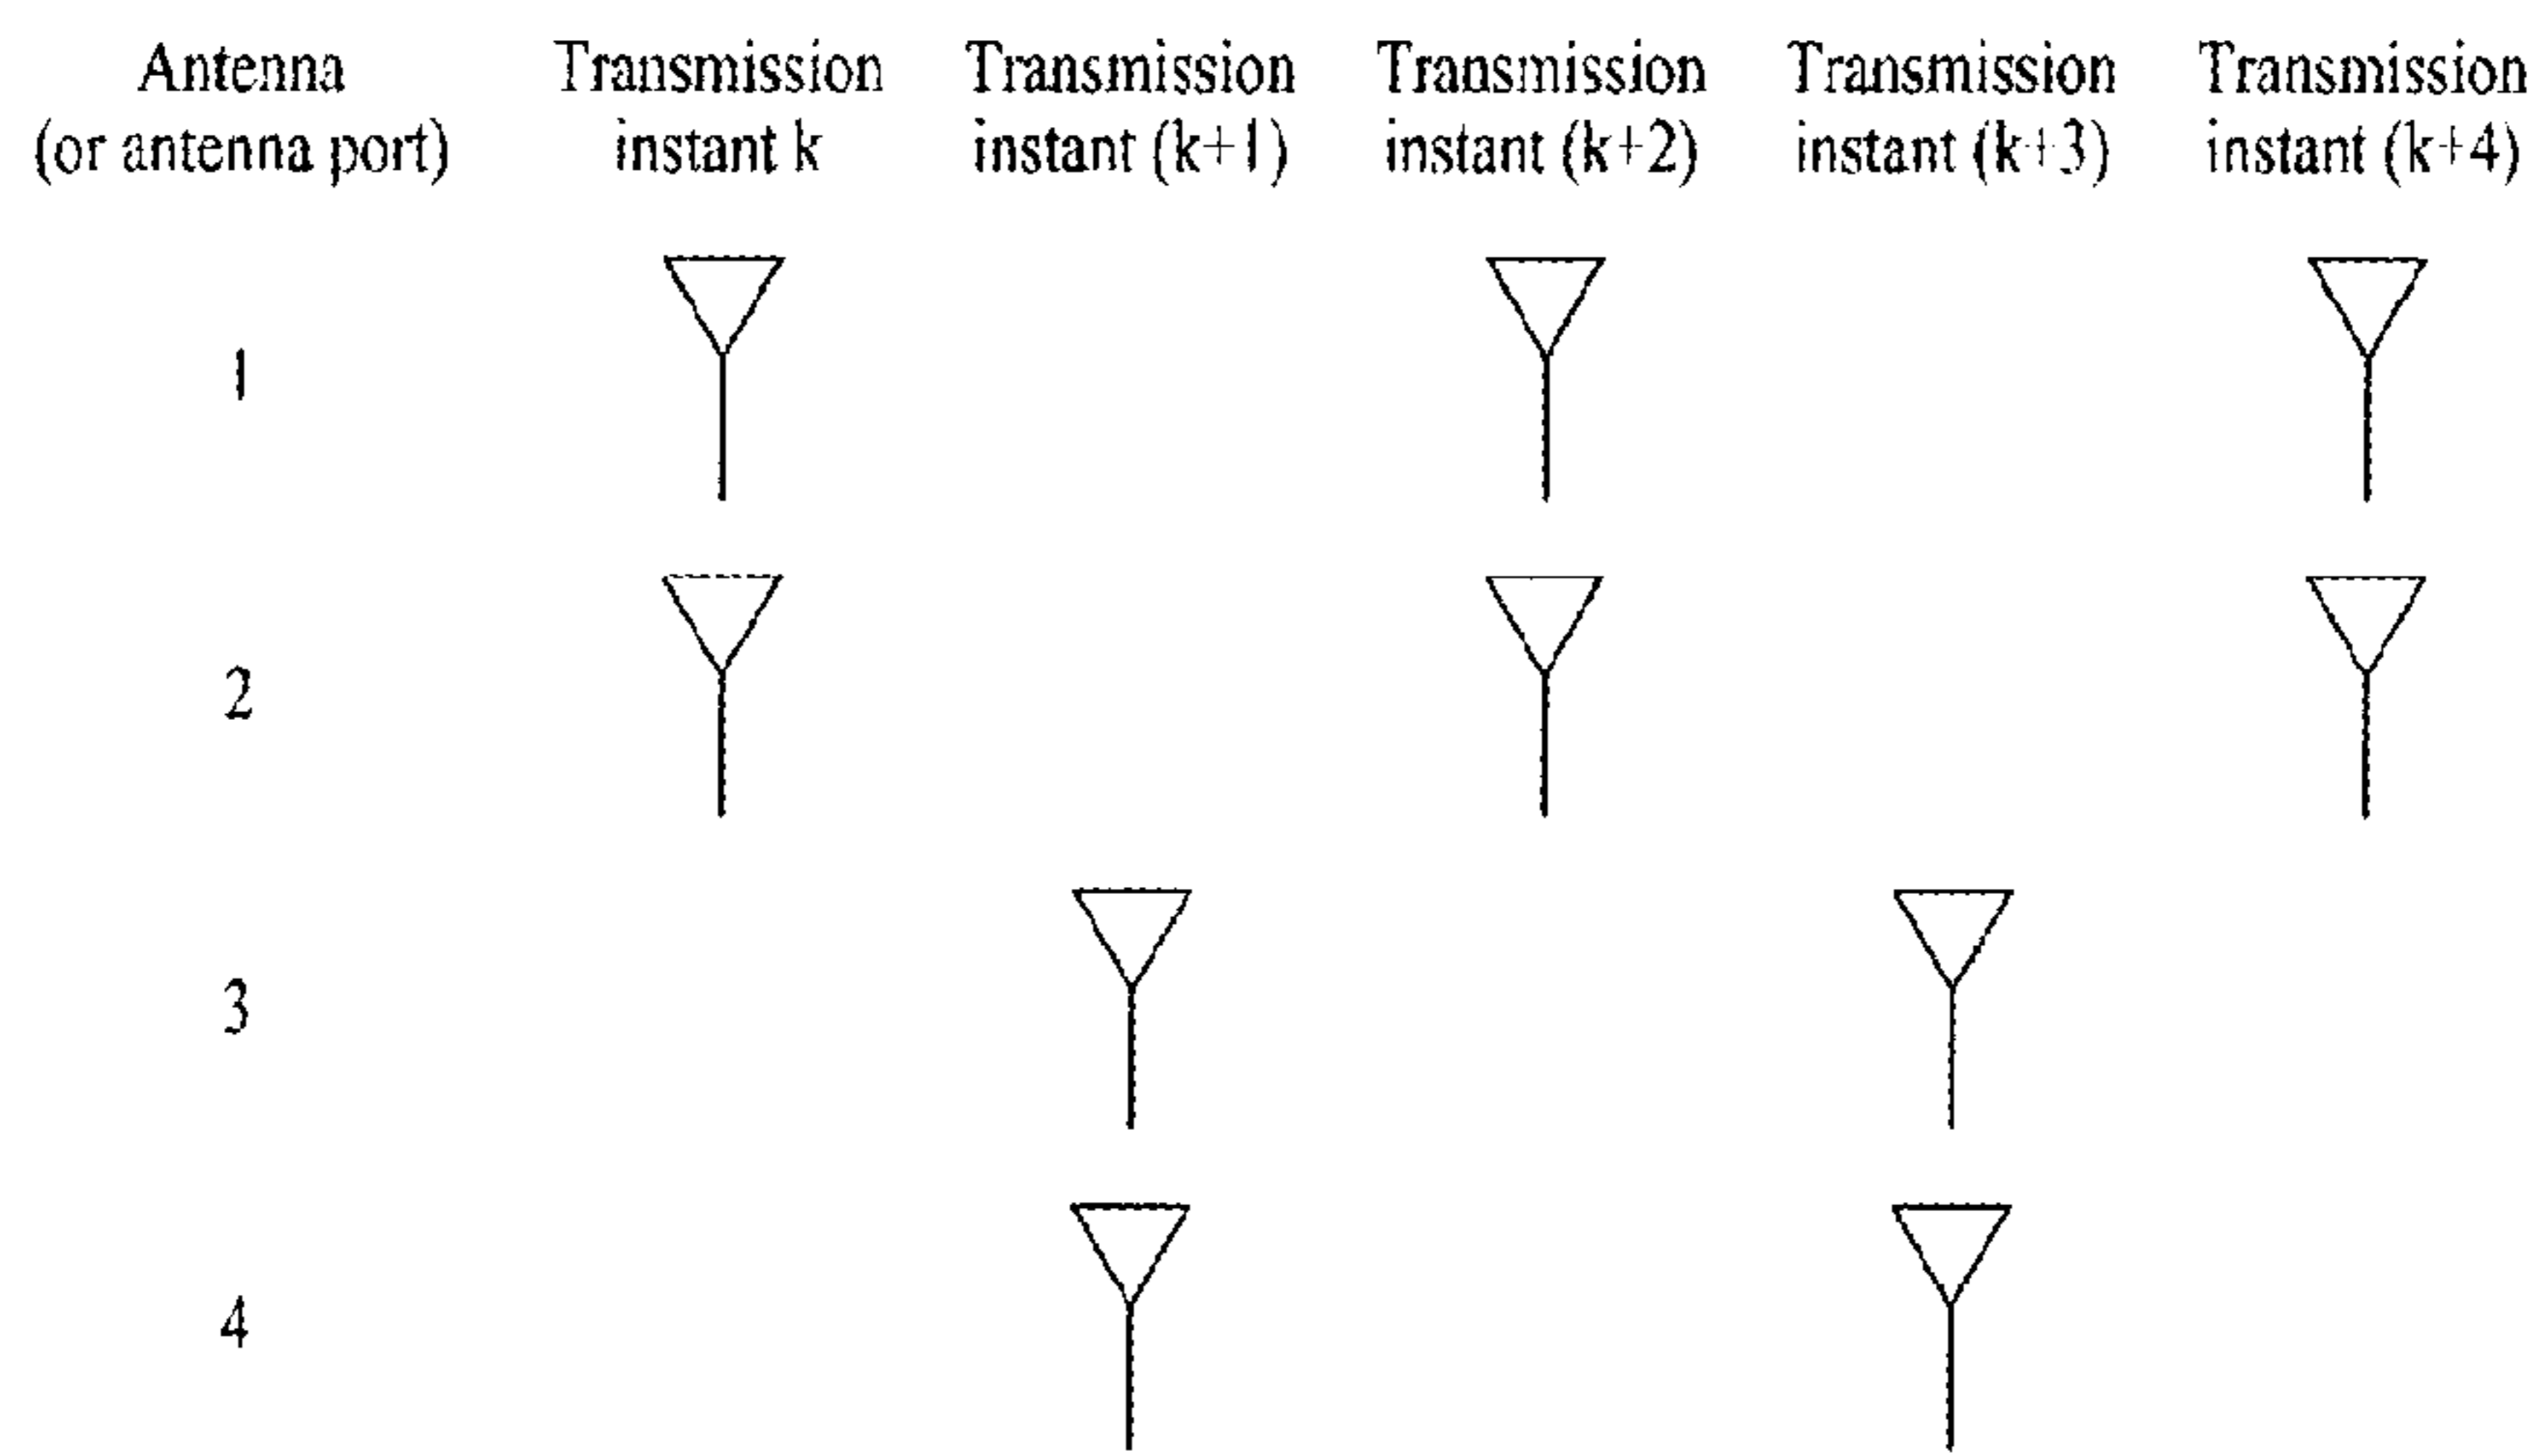 Antenna Transmission Transmission Transmission Transmission Transmission
(or antenna port) instant k instant (k+1) instant (k+2) instant (k+3) instant (k+4)
1
2
3
4